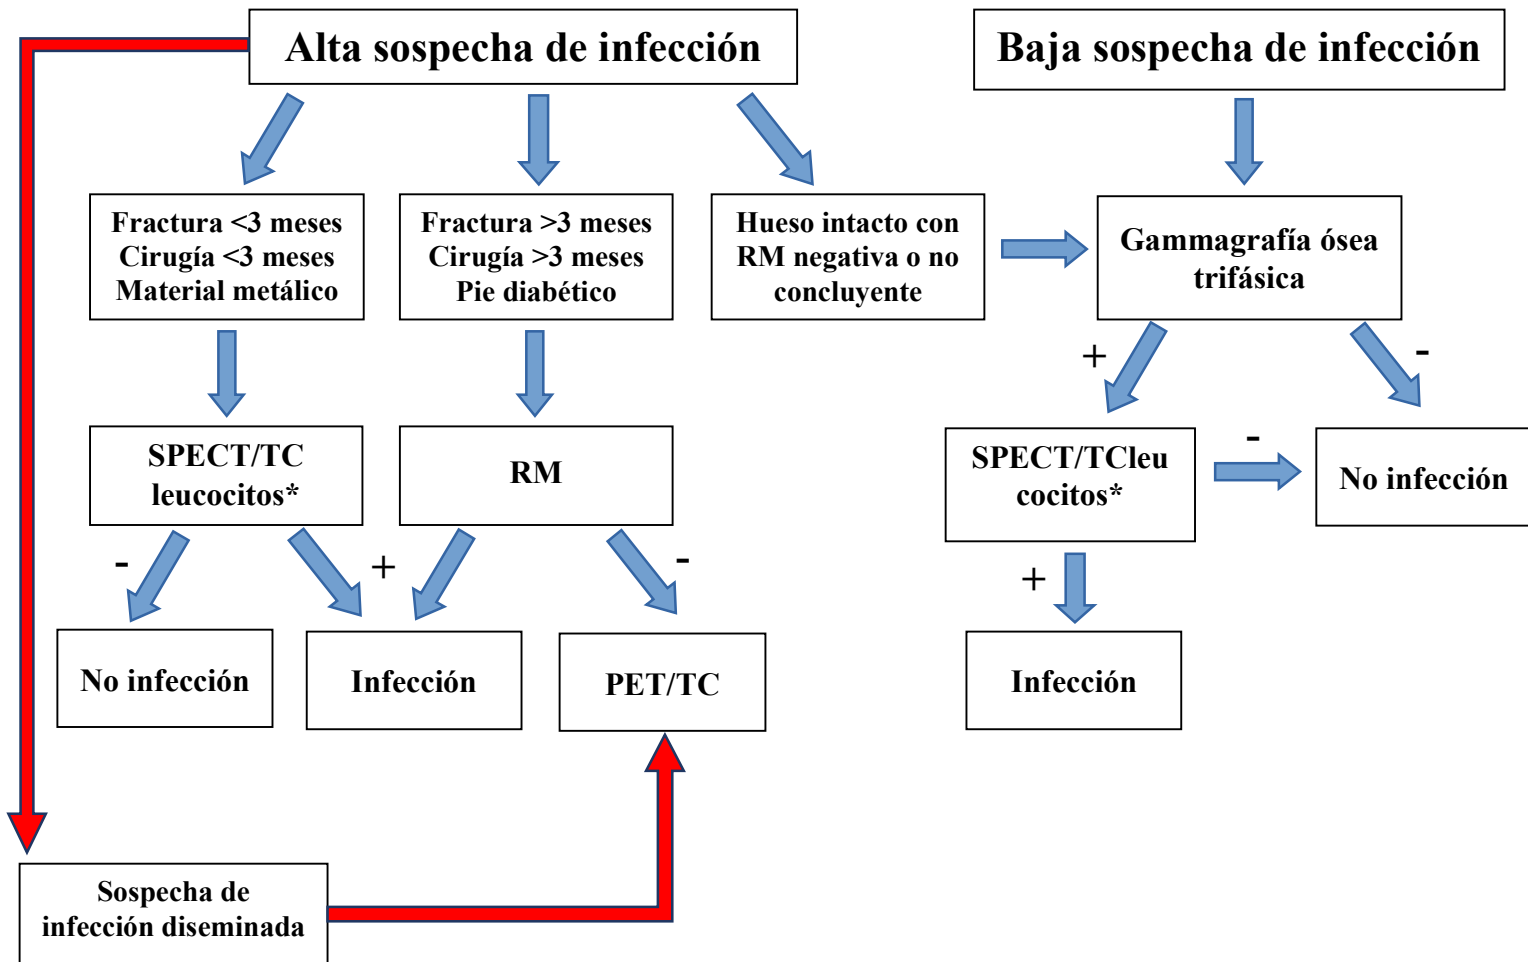 Alta sospecha de infección
Baja sospecha de infección
Fractura <3 meses
Cirugía <3 meses
Material metálico
Fractura >3 meses
Cirugía >3 meses
Pie diabético
Hueso intacto con
RM negativa o no
concluyente
Gammagrafía ósea
trifásica
+
-
SPECT/TC
leucocitos*
RM
SPECT/TCleu
cocitos*
-
No infección
-
+
-
+
No infección
Infección
PET/TC
Infección
Sospecha de
infección diseminada